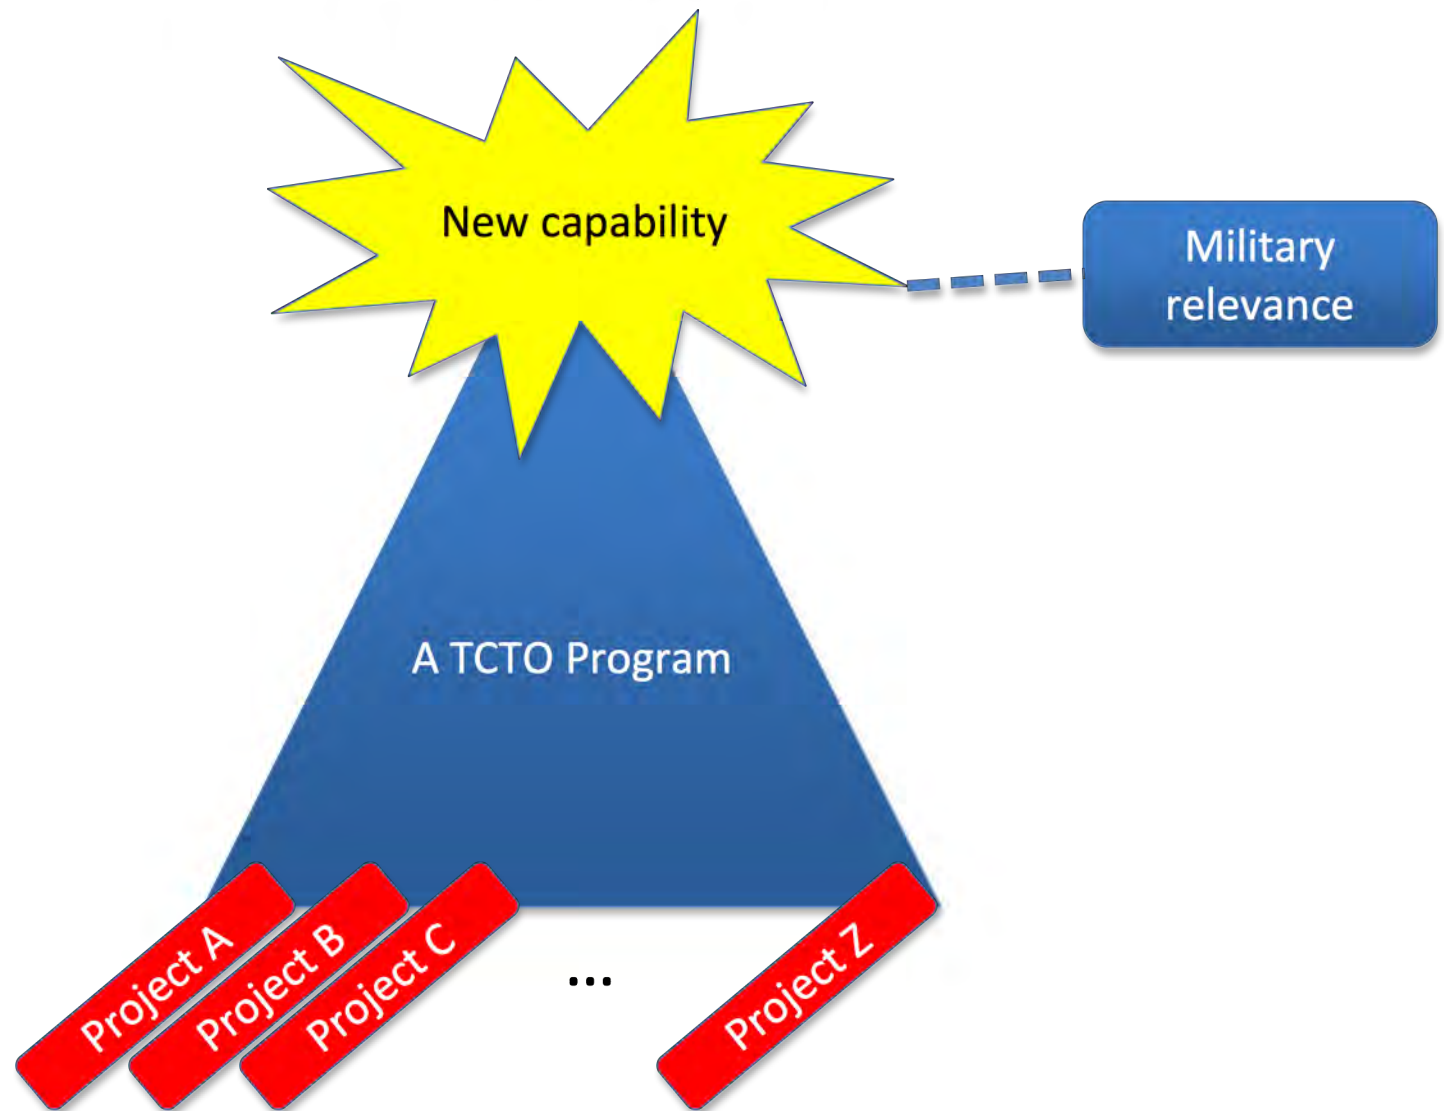 New capability
Military
relevance
A TCTO Program
Project A
Project B
Project C
...
Project Z